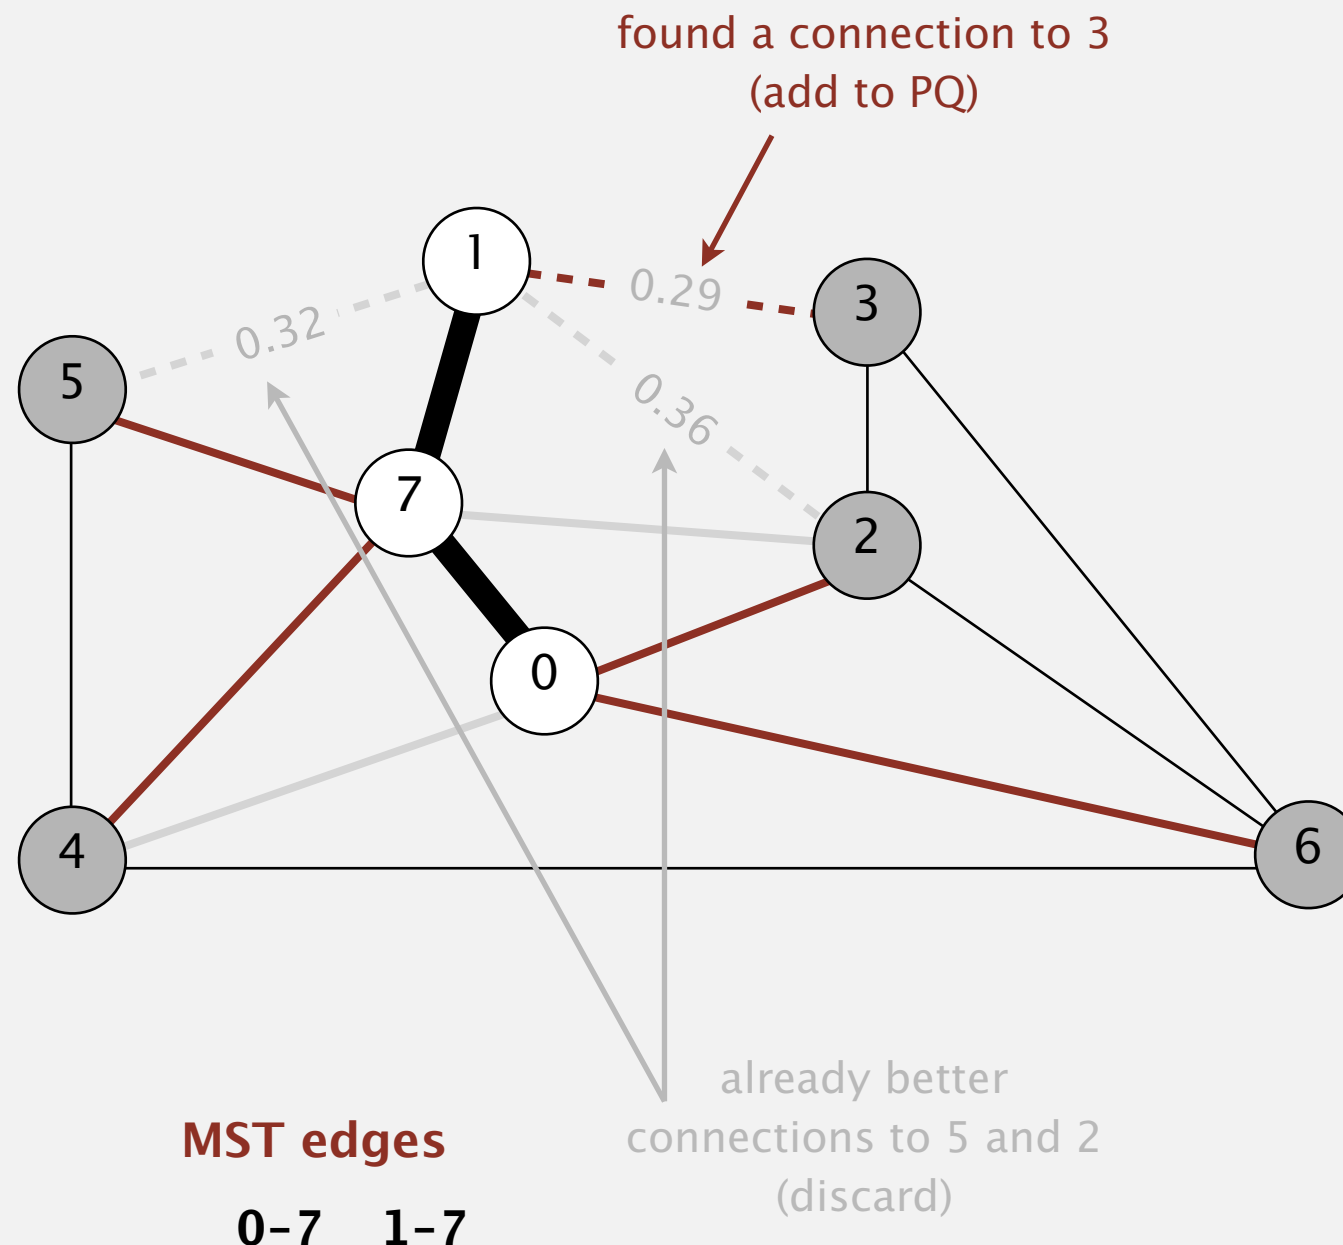 found a connection to 3
(add to PQ)
1
0.29
3
0.32
5
0.36
7
2
0
4
6
already better
connections to 5 and 2
(discard)
MST edges
0-7 1-7